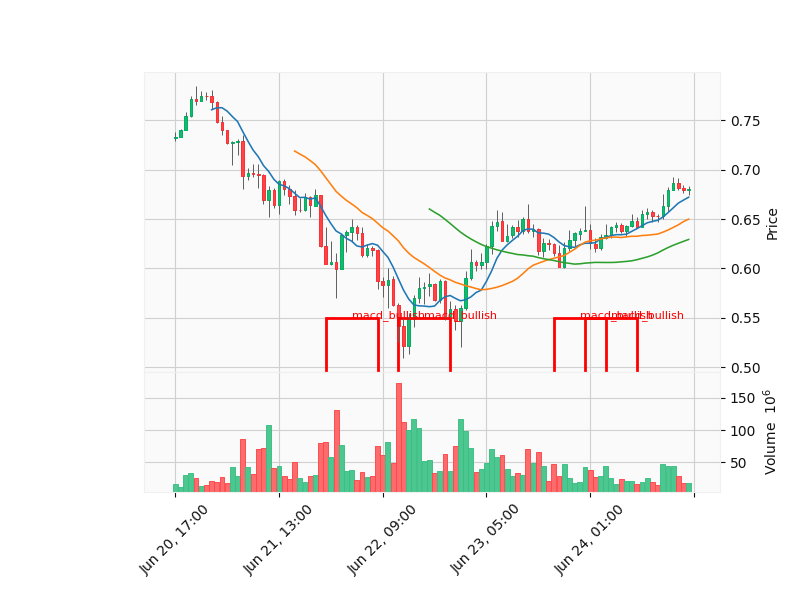 0.75
0.70
0.65
0.60
0.55
0.50
Price
macd_bullish
macd_bullish
macd_bullish
macd_bullish
150
100
50
Volume 10^6
Jun 20, 17:00
Jun 21, 13:00
Jun 22, 09:00
Jun 23, 05:00
Jun 24, 01:00